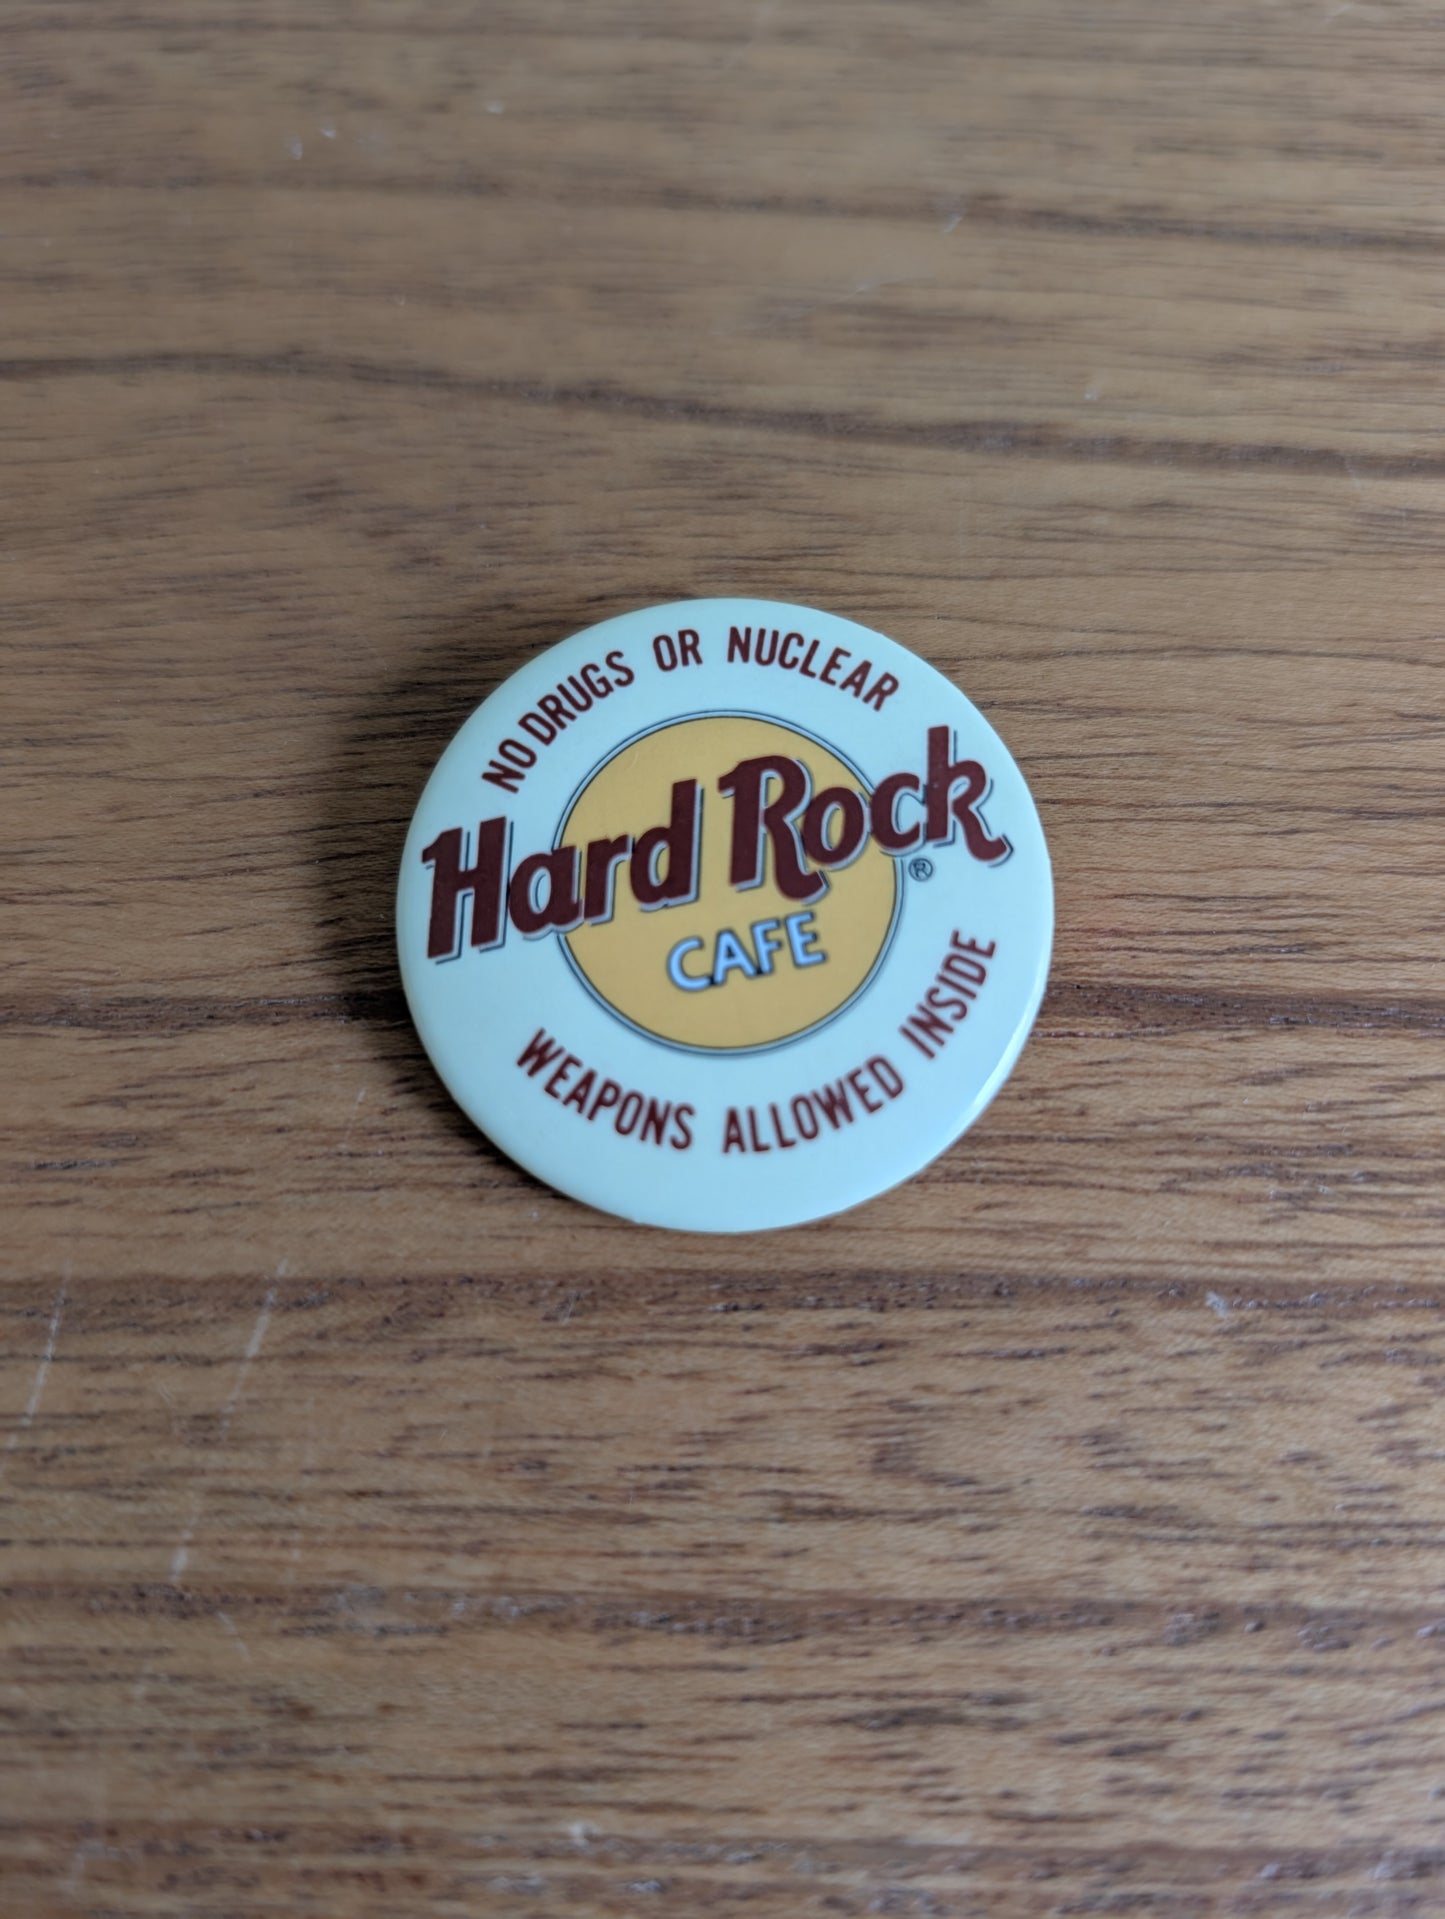 NO DRUGS OR NUCLEAR
Hard Rock
®
CAFE
WEAPONS ALLOWED INSIDE